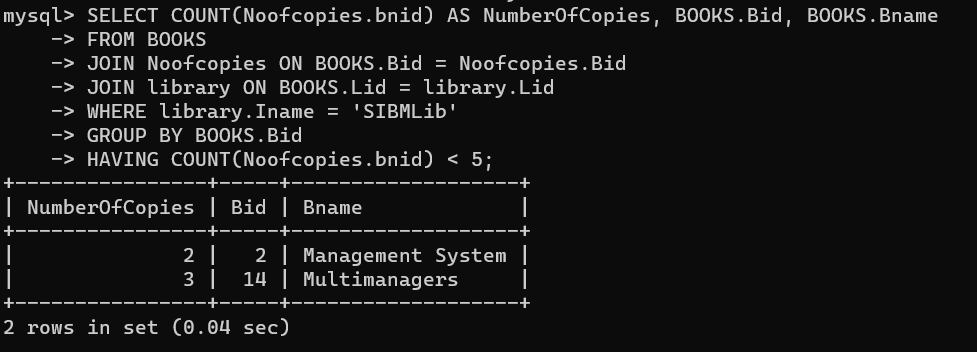 mysql> SELECT COUNT(Noofcopies.bnid) AS NumberOfCopies, BOOKS.Bid, BOOKS.Bname
    -> FROM BOOKS
    -> JOIN Noofcopies ON BOOKS.Bid = Noofcopies.Bid
    -> JOIN library ON BOOKS.Lid = library.Lid
    -> WHERE library.Iname = 'SIBMLib'
    -> GROUP BY BOOKS.Bid
    -> HAVING COUNT(Noofcopies.bnid) < 5;
+----------------+-----+-------------------+
| NumberOfCopies | Bid | Bname             |
+----------------+-----+-------------------+
|              2 |   2 | Management System |
|              3 |  14 | Multimanagers     |
+----------------+-----+-------------------+
2 rows in set (0.04 sec)